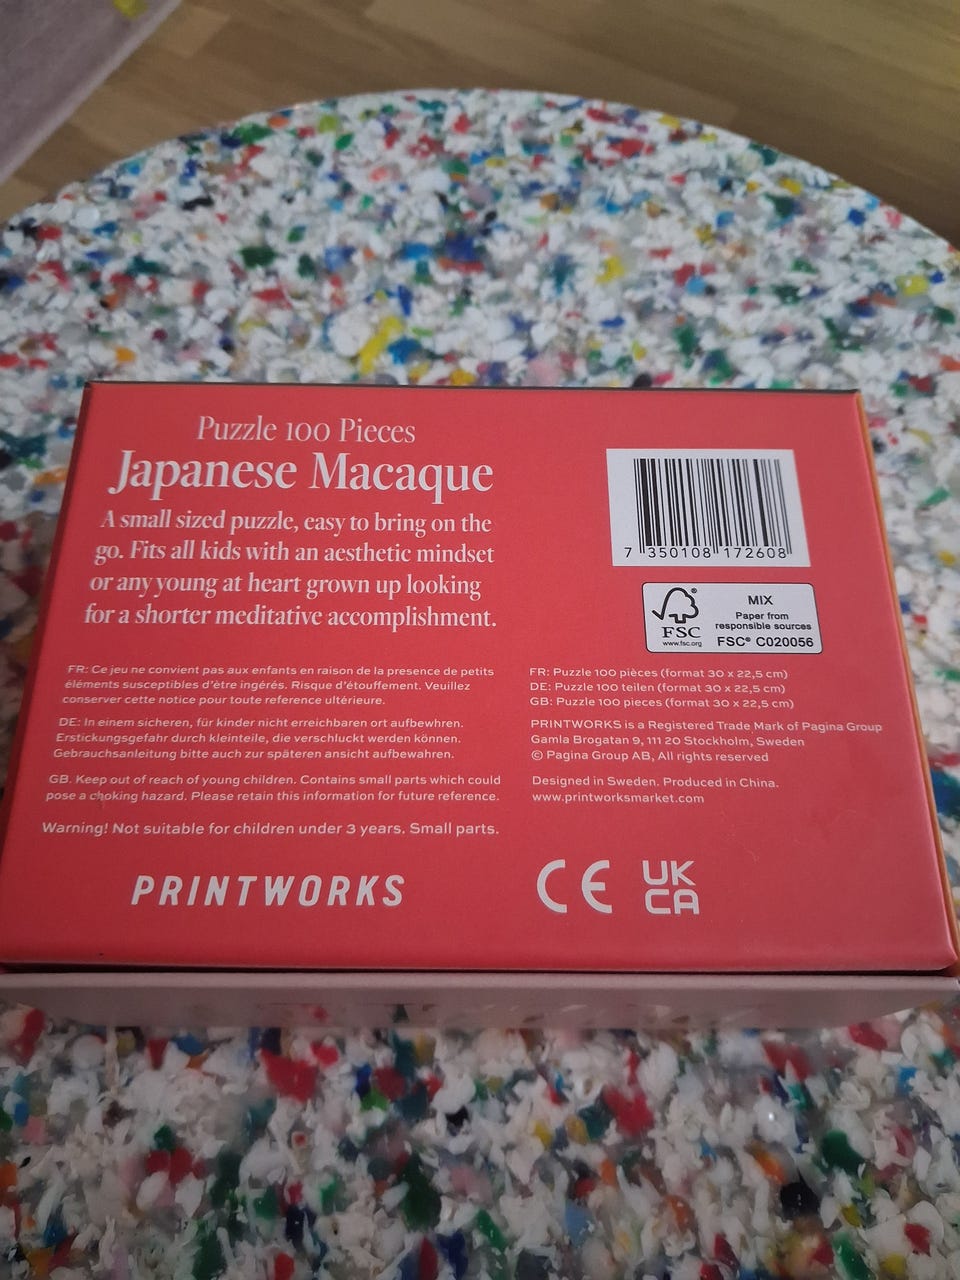 Puzzle 100 Pieces
Japanese Macaque
A small sized puzzle, easy to bring on the
go. Fits all kids with an aesthetic mindset
or any young at heart grown up looking
for a shorter meditative accomplishment.
FR: Ce jeu ne convient pas aux enfants en raison de la presence de petits
éléments susceptibles d'être ingérés. Risque d'étouffement. Veuillez
conserver cette notice pour toute reference ultérieure.
DE: In einem sicheren, für kinder nicht erreichbaren ort aufbewhren.
Erstickungsgefahr durch kleinteile, die verschluckt werden können.
Gebrauchsanleitung bitte auch zur späteren ansicht aufbewahren.
GB. Keep out of reach of young children. Contains small parts which could
pose a choking hazard. Please retain this information for future reference.
Warning! Not suitable for children under 3 years. Small parts.
PRINTWORKS
7 350108 172608
FSC
www.fsc.org
MIX
Paper from
responsible sources
FSC® C020056
FR: Puzzle 100 pièces (format 30 x 22,5 cm)
DE: Puzzle 100 teilen (format 30 x 22,5 cm)
GB: Puzzle 100 pieces (format 30 x 22,5 cm)
PRINTWORKS is a Registered Trade Mark of Pagina Group
Gamla Brogatan 9, 111 20 Stockholm, Sweden
© Pagina Group AB, All rights reserved
Designed in Sweden. Produced in China.
www.printworksmarket.com
CE
UK
CA